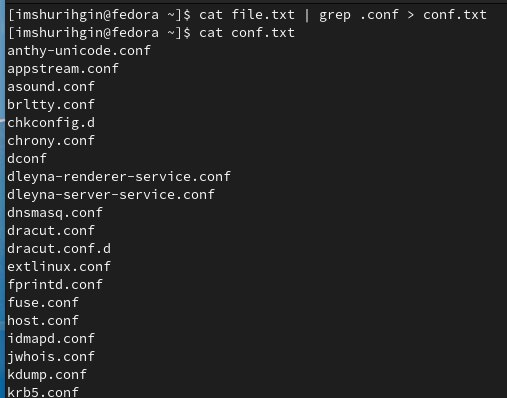 [imshurihgin@fedora ~]$ cat file.txt | grep .conf > conf.txt
[imshurihgin@fedora ~]$ cat conf.txt
anthy-unicode.conf
appstream.conf
asound.conf
brltty.conf
chkconfig.d
chrony.conf
dconf
dleyna-renderer-service.conf
dleyna-server-service.conf
dnsmasq.conf
dracut.conf
dracut.conf.d
extlinux.conf
fprintd.conf
fuse.conf
host.conf
idmapd.conf
jwhois.conf
kdump.conf
krb5.conf